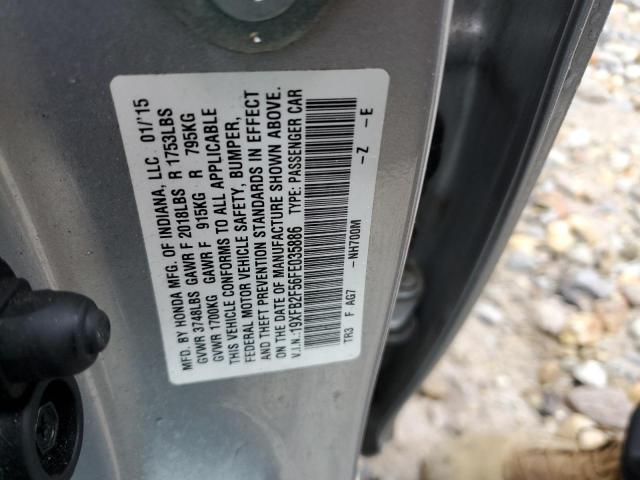 MFD. BY HONDA MFG. OF INDIANA, LLC 01/'15
GVWR 3748LBS GAWR F 2018LBS R 1753LBS
GVWR 1700KG GAWR F 915KG R 795KG
THIS VEHICLE CONFORMS TO ALL APPLICABLE
FEDERAL MOTOR VEHICLE SAFETY, BUMPER,
AND THEFT PREVENTION STANDARDS IN EFFECT
ON THE DATE OF MANUFACTURE SHOWN ABOVE.
V.I.N.:19XFB2F56FE035886 TYPE: PASSENGER CAR
TR3 F AG7 -NH700M -Z -E